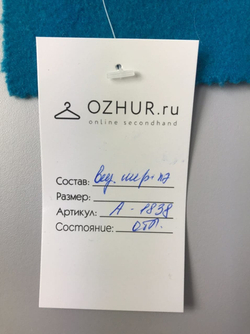 OZHUR.ru
online secondhand
Состав:
Размер:
Артикул: А - 1838
Состояние: отл.